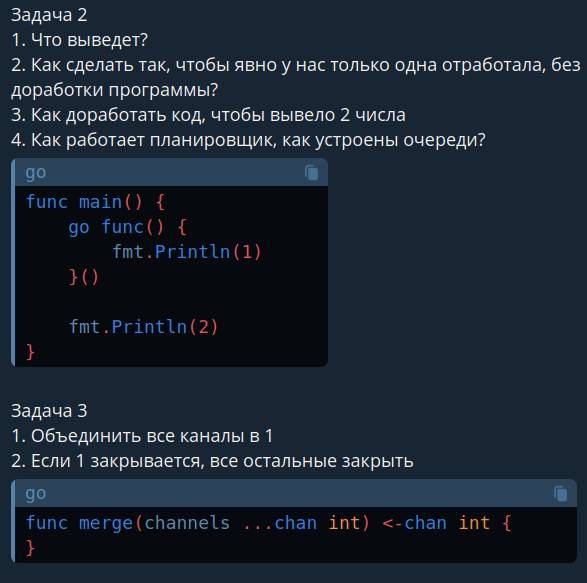 Задача 2
1. Что выведет?
2. Как сделать так, чтобы явно у нас только одна отработала, без
доработки программы?
3. Как доработать код, чтобы вывело 2 числа
4. Как работает планировщик, как устроены очереди?
go
func main() {
    go func() {
        fmt.Println(1)
    }()
    fmt.Println(2)
}
Задача 3
1. Объединить все каналы в 1
2. Если 1 закрывается, все остальные закрыть
go
func merge(channels ...chan int) <-chan int {
}